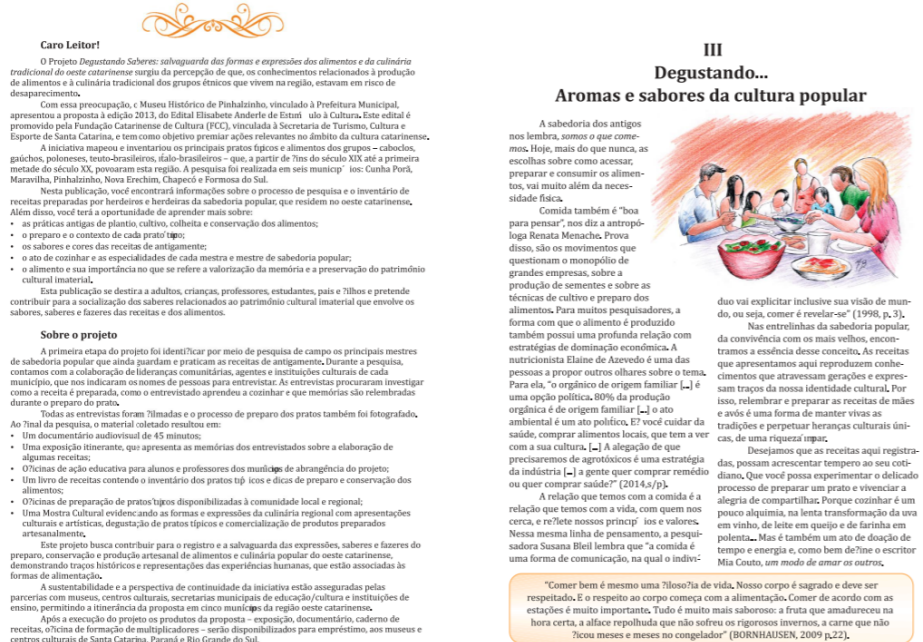 Caro Leitor!
O Projeto Degustando Saberes: salvaguarda das formas e expressões dos alimentos e da culinária
tradicional do oeste catarinense surgiu da percepção de que, os conhecimentos relacionados à produção
de alimentos e à culinária tradicional dos grupos étnicos que vivem na região, estavam em risco de
desaparecimento.
Com essa preocupação, o Museu Histórico de Pinhalzinho, vinculado à Prefeitura Municipal,
apresentou a proposta à edição 2013, do Edital Elisabete Anderle de Estím ulo à Cultura. Este edital é
promovido pela Fundação Catarinense de Cultura (FCC), vinculada à Secretaria de Turismo, Cultura e
Esporte de Santa Catarina, e tem como objetivo premiar ações relevantes no âmbito da cultura catarinense.
A iniciativa mapeou e inventariou os principais pratos típicos e alimentos dos grupos – caboclos,
gaúchos, poloneses, teuto-brasileiros, ítalo-brasileiros – que, a partir de ?ins do século XIX até a primeira
metade do século XX, povoaram esta região. A pesquisa foi realizada em seis municíp ios: Cunha Porã,
Maravilha, Pinhalzinho, Nova Erechim, Chapecó e Formosa do Sul.
Nesta publicação, você encontrará informações sobre o processo de pesquisa e o inventário de
receitas preparadas por herdeiros e herdeiras da sabedoria popular, que residem no oeste catarinense.
Além disso, você terá a oportunidade de aprender mais sobre:
• as práticas antigas de plantio, cultivo, colheita e conservação dos alimentos;
• o preparo e o contexto de cada prato típico;
• os sabores e cores das receitas de antigamente;
• o ato de cozinhar e as especialidades de cada mestra e mestre de sabedoria popular;
• o alimento e sua importância no que se refere a valorização da memória e a preservação do patrimônio
cultural imaterial.
Esta publicação se destina a adultos, crianças, professores, estudantes, pais e ?ilhos e pretende
contribuir para a socialização dos saberes relacionados ao patrimônio cultural imaterial que envolve os
sabores, saberes e fazeres das receitas e dos alimentos.
Sobre o projeto
A primeira etapa do projeto foi identi?icar por meio de pesquisa de campo os principais mestres
de sabedoria popular que ainda guardam e praticam as receitas de antigamente. Durante a pesquisa,
contamos com a colaboração de lideranças comunitárias, agentes e instituições culturais de cada
município, que nos indicaram os nomes de pessoas para entrevistar. As entrevistas procuraram investigar
como a receita é preparada, como o entrevistado aprendeu a cozinhar e que memórias são relembradas
durante o preparo do prato.
Todas as entrevistas foram ?ilmadas e o processo de preparo dos pratos também foi fotografado.
Ao ?inal da pesquisa, o material coletado resultou em:
• Um documentário audiovisual de 45 minutos;
• Uma exposição itinerante, que apresenta as memórias dos entrevistados sobre a elaboração de
algumas receitas;
• O?icinas de ação educativa para alunos e professores dos municípios de abrangência do projeto;
• Um livro de receitas contendo o inventário dos pratos típ icos e dicas de preparo e conservação dos
alimentos;
• O?icinas de preparação de pratos típicos disponibilizadas à comunidade local e regional;
• Uma Mostra Cultural evidenciando as formas e expressões da culinária regional com apresentações
culturais e artísticas, degustação de pratos típicos e comercialização de produtos preparados
artesanalmente.
Este projeto busca contribuir para o registro e a salvaguarda das expressões, saberes e fazeres do
preparo, conservação e produção artesanal de alimentos e culinária popular do oeste catarinense,
demonstrando traços históricos e representações das experiências humanas, que estão associadas às
formas de alimentação.
A sustentabilidade e a perspectiva de continuidade da iniciativa estão asseguradas pelas
parcerias com museus, centros culturais, secretarias municipais de educação/cultura e instituições de
ensino, permitindo a itinerância da proposta em cinco municípios da região oeste catarinense.
Após a execução do projeto os produtos da proposta – exposição, documentário, caderno de
receitas, o?icina de formação de multiplicadores – serão disponibilizados para empréstimo, aos museus e
centros culturais de Santa Catarina, Paraná e Rio Grande do Sul.
III
Degustando...
Aromas e sabores da cultura popular
A sabedoria dos antigos
nos lembra, somos o que come-
mos. Hoje, mais do que nunca, as
escolhas sobre como acessar,
preparar e consumir os alimen-
tos, vai muito além da neces-
sidade física.
Comida também é “boa
para pensar”, nos diz a antropó-
loga Renata Menache. Prova
disso, são os movimentos que
questionam o monopólio de
grandes empresas, sobre a
produção de sementes e sobre as
técnicas de cultivo e preparo dos
alimentos. Para muitos pesquisadores, a
forma com que o alimento é produzido
também possui uma profunda relação com
estratégias de dominação econômica. A
nutricionista Elaine de Azevedo é uma das
pessoas a propor outros olhares sobre o tema.
Para ela, “o orgânico de origem familiar [...] é
uma opção política. 80% da produção
orgânica é de origem familiar [...] o ato
ambiental é um ato político. E? você cuidar da
saúde, comprar alimentos locais, que tem a ver
com a sua cultura. [...] A alegação de que
precisaremos de agrotóxicos é uma estratégia
da indústria [...] a gente quer comprar remédio
ou quer comprar saúde?” (2014,s/p).
A relação que temos com a comida é a
relação que temos com a vida, com quem nos
cerca, e re?lete nossos princíp ios e valores.
Nessa mesma linha de pensamento, a pesqui-
sadora Susana Bleil lembra que “a comida é
uma forma de comunicação, na qual o indiví-
duo vai explicitar inclusive sua visão de mun-
do, ou seja, comer é revelar-se” (1998, p. 3).
Nas entrelinhas da sabedoria popular,
da convivência com os mais velhos, encon-
tramos a essência desse conceito. As receitas
que apresentamos aqui reproduzem conhe-
cimentos que atravessam gerações e expres-
sam traços da nossa identidade cultural. Por
isso, relembrar e preparar as receitas de mães
e avós é uma forma de manter vivas as
tradições e perpetuar heranças culturais úni-
cas, de uma riqueza ímpar.
Desejamos que as receitas aqui registra-
das, possam acrescentar tempero ao seu coti-
diano. Que você possa experimentar o delicado
processo de preparar um prato e vivenciar a
alegria de compartilhar. Porque cozinhar é um
pouco alquimia, na lenta transformação da uva
em vinho, de leite em queijo e de farinha em
polenta... Mas é também um ato de doação de
tempo e energia e, como bem de?ine o escritor
Mia Couto, um modo de amar os outros.
“Comer bem é mesmo uma ?iloso?ia de vida. Nosso corpo é sagrado e deve ser
respeitado. E o respeito ao corpo começa com a alimentação. Comer de acordo com as
estações é muito importante. Tudo é muito mais saboroso: a fruta que amadureceu na
hora certa, a alface repolhuda que não sofreu os rigorosos invernos, a carne que não
?icou meses e meses no congelador” (BORNHAUSEN, 2009 p,22).